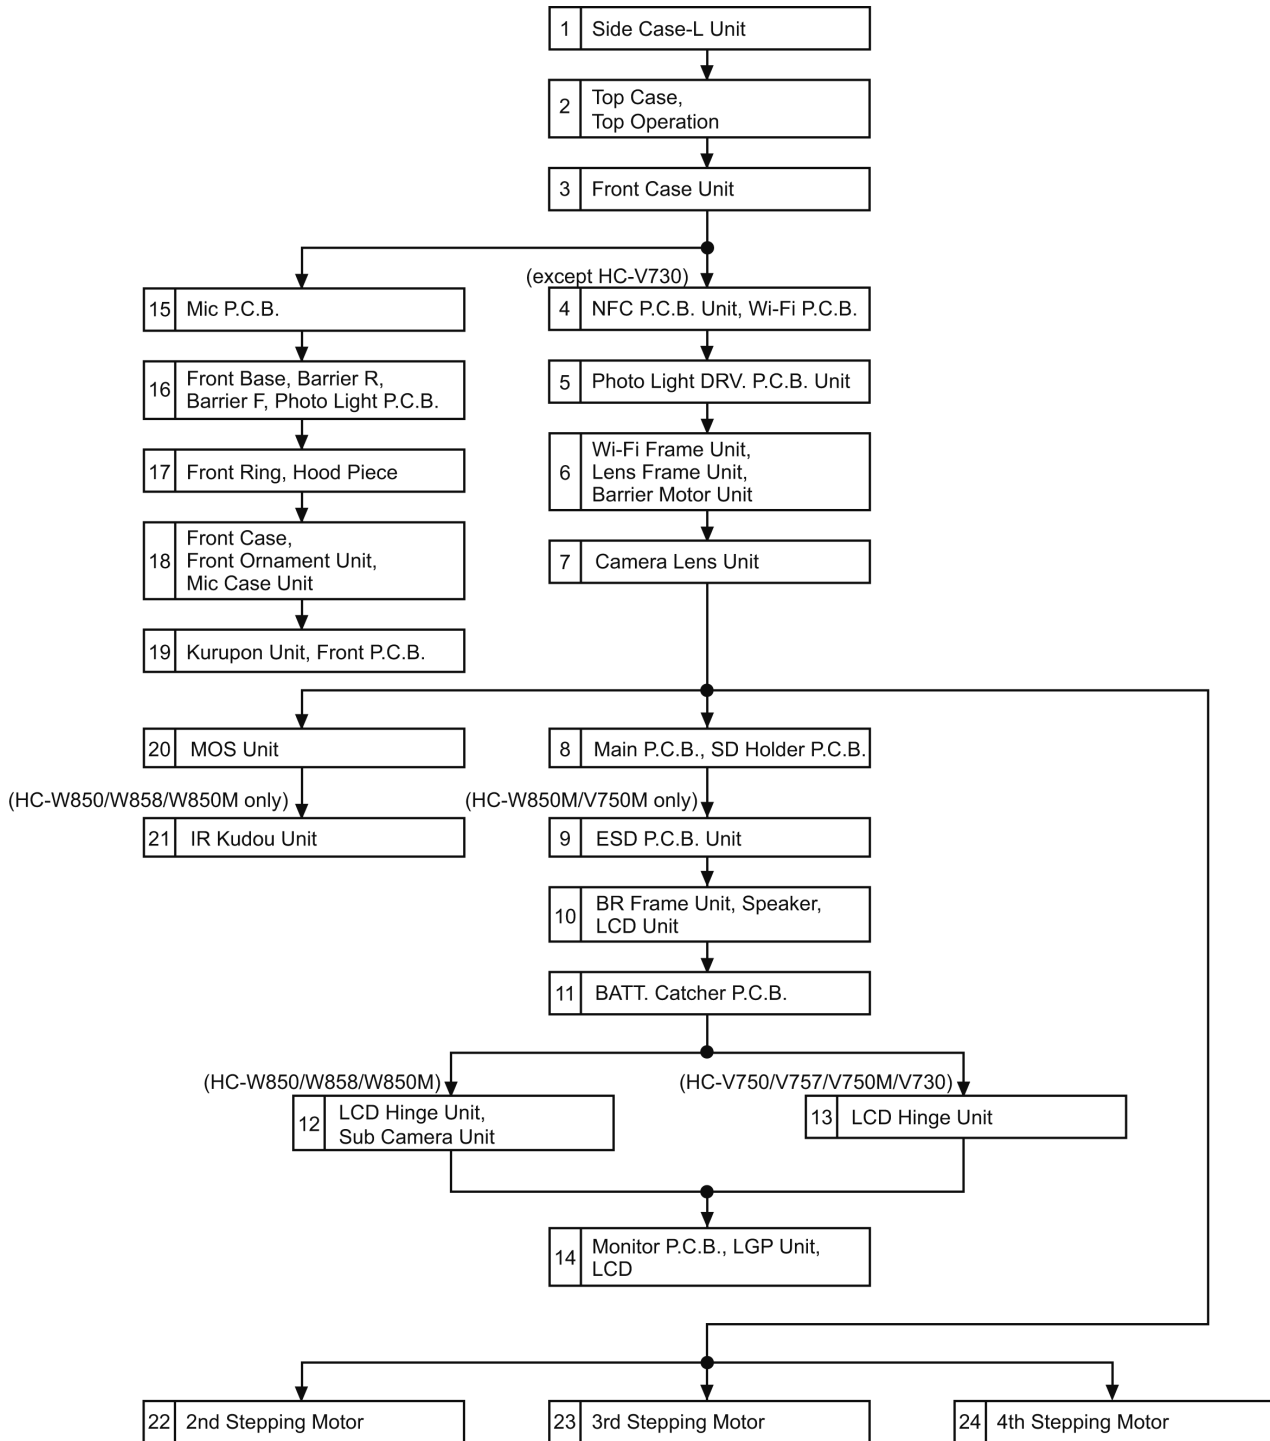 1 Side Case-L Unit
2 Top Case,
Top Operation
3 Front Case Unit
(except HC-V730)
15 Mic P.C.B.
4 NFC P.C.B. Unit, Wi-Fi P.C.B.
16 Front Base, Barrier R,
Barrier F, Photo Light P.C.B.
5 Photo Light DRV. P.C.B. Unit
17 Front Ring, Hood Piece
6 Wi-Fi Frame Unit,
Lens Frame Unit,
Barrier Motor Unit
18 Front Case,
Front Ornament Unit,
Mic Case Unit
7 Camera Lens Unit
19 Kurupon Unit, Front P.C.B.
20 MOS Unit
8 Main P.C.B., SD Holder P.C.B.
(HC-W850/W858/W850M only)
(HC-W850M/V750M only)
21 IR Kudou Unit
9 ESD P.C.B. Unit
10 BR Frame Unit, Speaker,
LCD Unit
11 BATT. Catcher P.C.B.
(HC-W850/W858/W850M)
(HC-V750/V757/V750M/V730)
12 LCD Hinge Unit,
Sub Camera Unit
13 LCD Hinge Unit
14 Monitor P.C.B., LGP Unit,
LCD
22 2nd Stepping Motor
23 3rd Stepping Motor
24 4th Stepping Motor